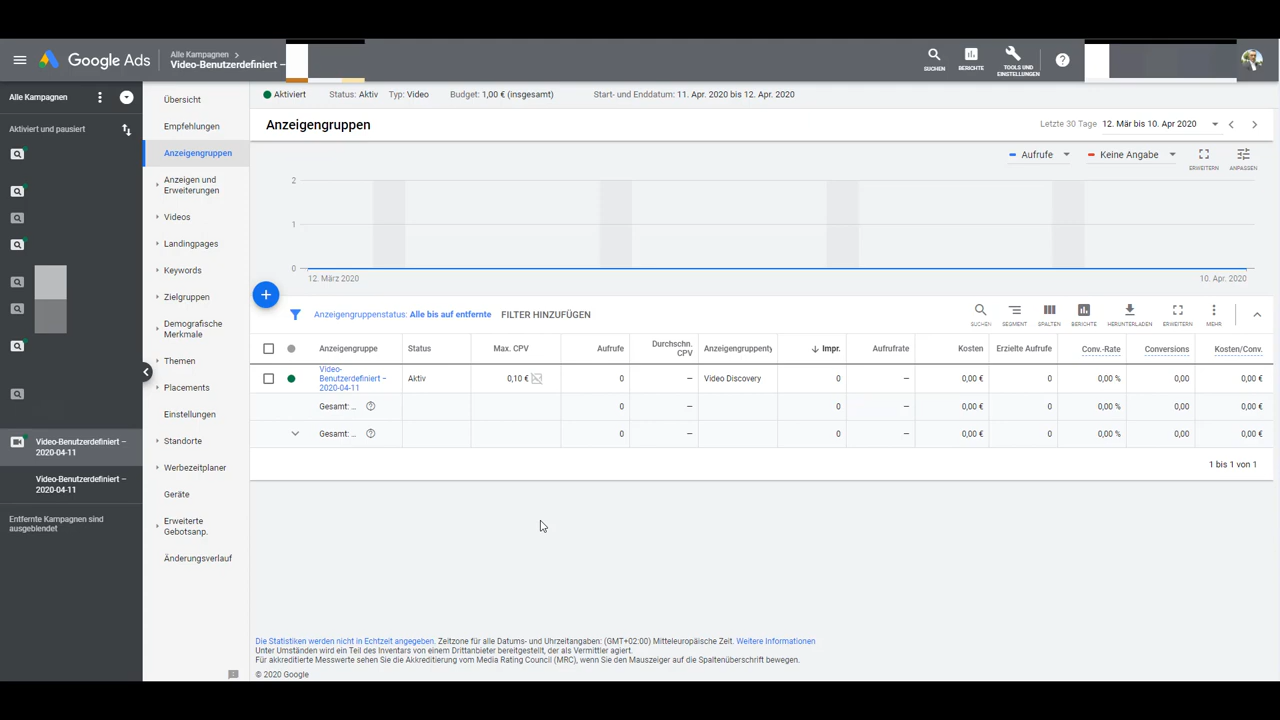 Google Ads
Alle Kampagnen >
Video-Benutzerdefiniert –
SUCHEN
BERICHTE
TOOLS UND
EINSTELLUNGEN
?
Alle Kampagnen
Aktiviert und pausiert
Video-Benutzerdefiniert –
2020-04-11
Video-Benutzerdefiniert –
2020-04-11
Entfernte Kampagnen sind
ausgeblendet
Übersicht
Empfehlungen
Anzeigengruppen
Anzeigen und
Erweiterungen
Videos
Landingpages
Keywords
Zielgruppen
Demografische
Merkmale
Themen
Placements
Einstellungen
Standorte
Werbezeitplaner
Geräte
Erweiterte
Gebotsanp.
Änderungsverlauf
Aktiviert Status: Aktiv Typ: Video Budget: 1,00 € (insgesamt) Start- und Enddatum: 11. Apr. 2020 bis 12. Apr. 2020
Anzeigengruppen
Letzte 30 Tage 12. Mär bis 10. Apr 2020
Aufrufe
Keine Angabe
ERWEITERN
ANPASSEN
2
1
0
12. März 2020
10. Apr. 2020
Anzeigengruppenstatus: Alle bis auf entfernte FILTER HINZUFÜGEN
SUCHEN
SEGMENT
SPALTEN
BERICHTE
HERUNTERLADEN
ERWEITERN
MEHR
Anzeigengruppe Status Max. CPV Aufrufe Durchschn. CPV Anzeigengruppenty Impr. Aufrufrate Kosten Erzielte Aufrufe Conv.-Rate Conversions Kosten/Conv.
Video-
Benutzerdefiniert –
2020-04-11
Aktiv 0,10 € 0 – Video Discovery 0 – 0,00 € 0 0,00 % 0,00 0,00 €
Gesamt: ... ? 0 – 0 – 0,00 € 0 0,00 % 0,00 0,00 €
Gesamt: ... ? 0 – 0 – 0,00 € 0 0,00 % 0,00 0,00 €
1 bis 1 von 1
Die Statistiken werden nicht in Echtzeit angegeben. Zeitzone für alle Datums- und Uhrzeitangaben: (GMT+02:00) Mitteleuropäische Zeit. Weitere Informationen
Unter Umständen wird ein Teil des Inventars von einem Drittanbieter bereitgestellt, der als Vermittler agiert.
Für akkreditierte Messwerte sehen Sie die Akkreditierung vom Media Rating Council (MRC), wenn Sie den Mauszeiger auf die Spaltenüberschrift bewegen.
© 2020 Google